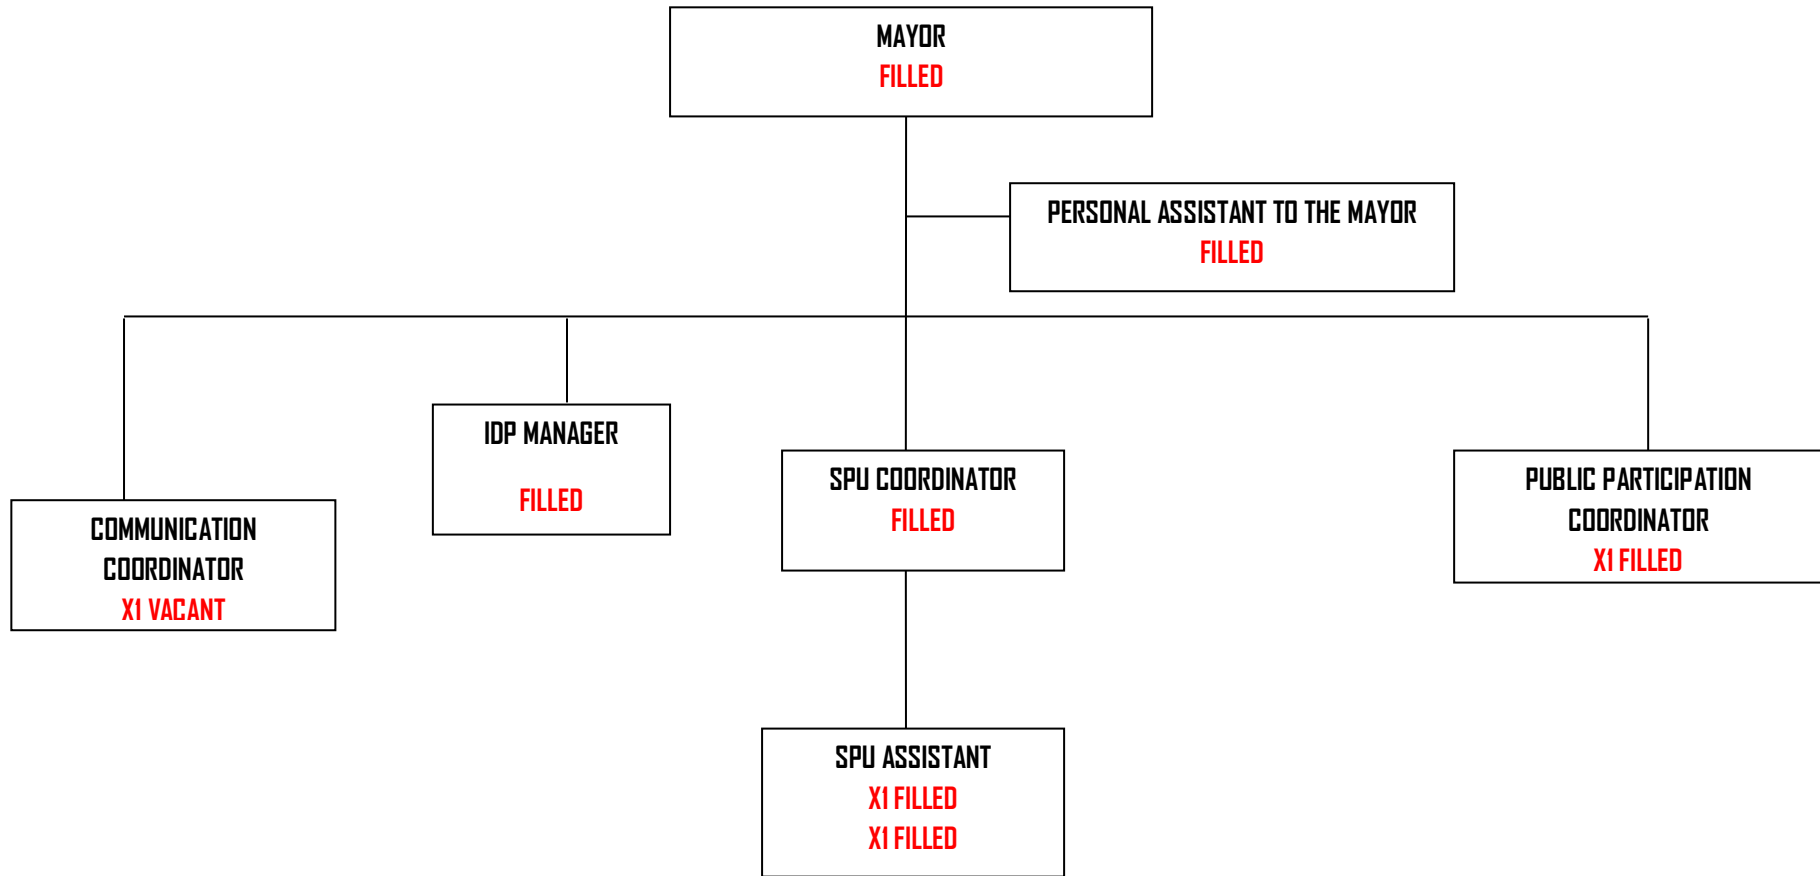 MAYOR
FILLED
PERSONAL ASSISTANT TO THE MAYOR
FILLED
IDP MANAGER
FILLED
SPU COORDINATOR
FILLED
PUBLIC PARTICIPATION
COORDINATOR
X1 FILLED
COMMUNICATION
COORDINATOR
X1 VACANT
SPU ASSISTANT
X1 FILLED
X1 FILLED